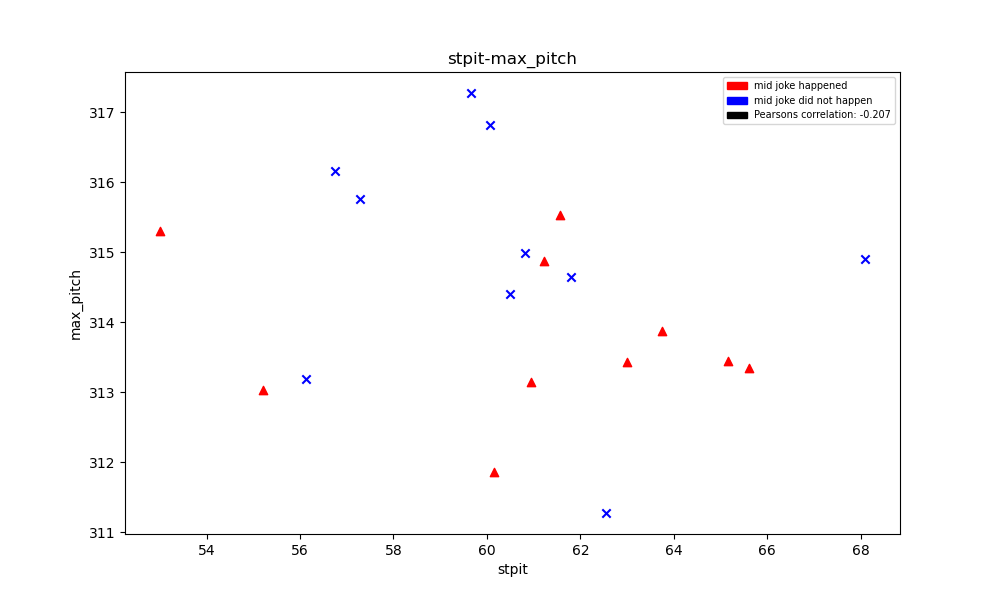 stpit-max_pitch
mid joke happened
mid joke did not happen
Pearsons correlation: -0.207
317
316
315
314
313
312
311
max_pitch
54 56 58 60 62 64 66 68
stpit